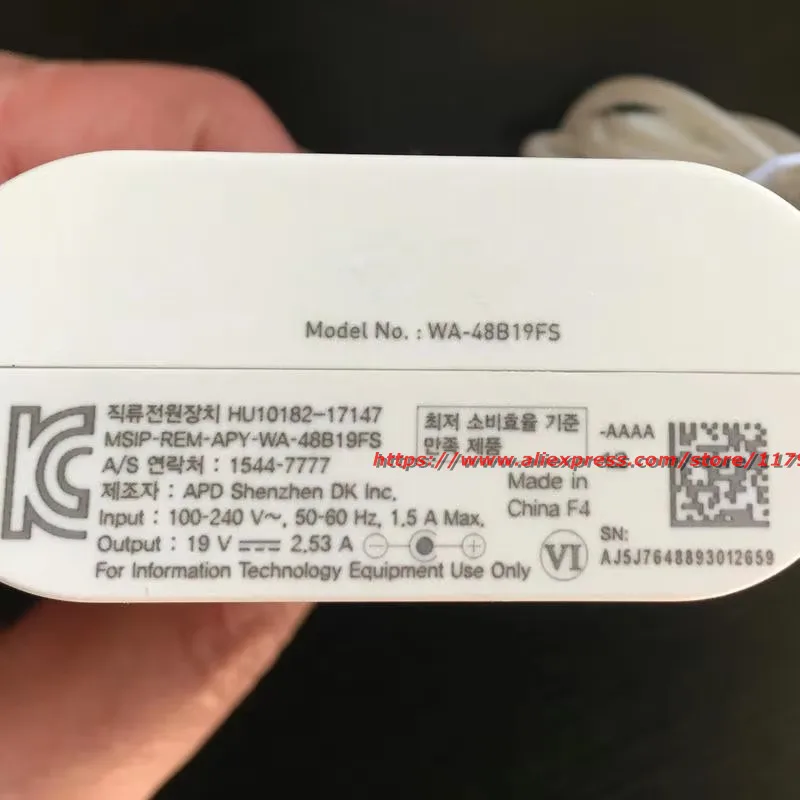 Model No. : WA-48B19FS
직류전원장치 HU10182-17147
MSIP-REM-APY-WA-48B19FS
A/S 연락처 : 1544-7777
제조자 : APD Shenzhen DK Inc.
Input : 100-240 V~, 50-60 Hz, 1.5 A Max.
Output : 19 V 2.53 A
For Information Technology Equipment Use Only
최저 소비효율 기준
만족 제품
-AAAA
https://www.aliexpress.com/store/1179
Made in
China F4
VI
SN:
AJ5J7648893012659